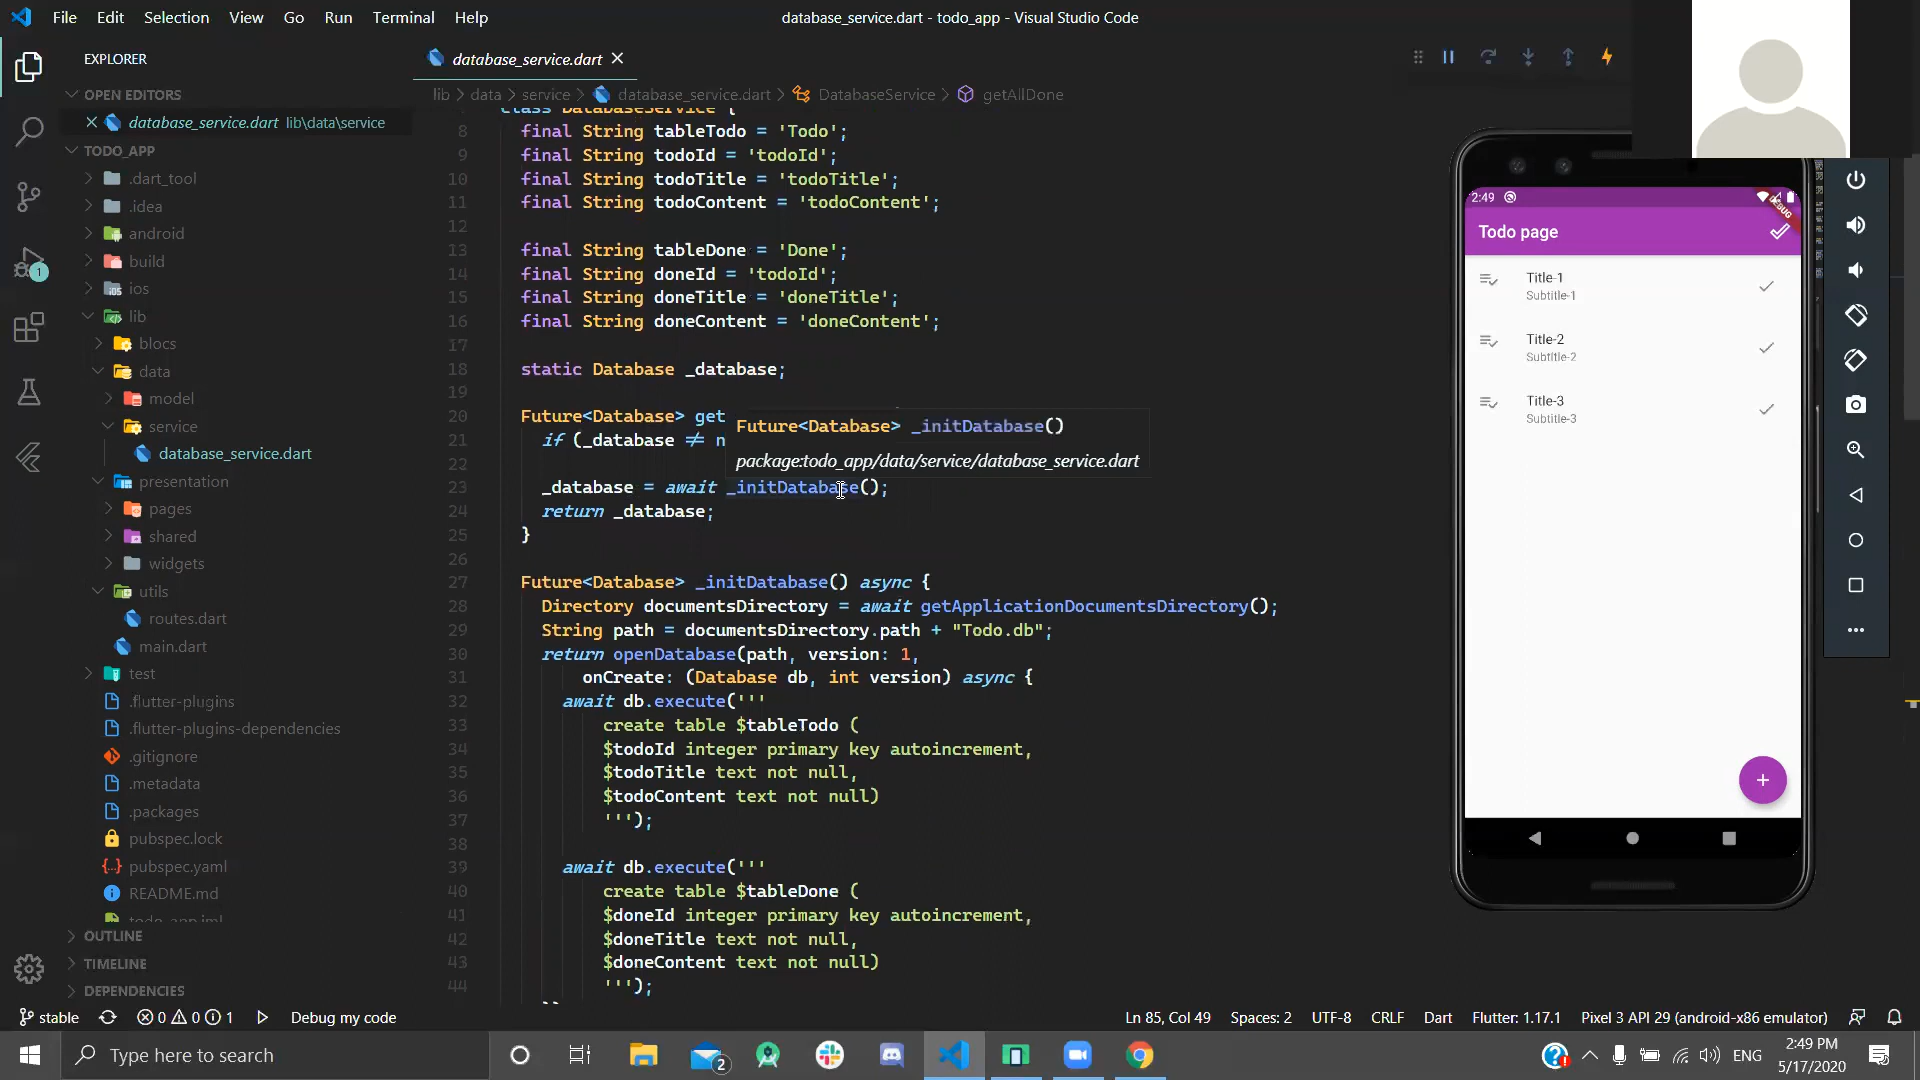 File Edit Selection View Go Run Terminal Help
database_service.dart - todo_app - Visual Studio Code
EXPLORER
OPEN EDITORS
database_service.dart lib\data\service
TODO_APP
.dart_tool
.idea
android
build
ios
lib
blocs
data
model
service
database_service.dart
presentation
pages
shared
widgets
utils
routes.dart
main.dart
test
.flutter-plugins
.flutter-plugins-dependencies
.gitignore
.metadata
.packages
pubspec.lock
pubspec.yaml
README.md
todo_app.iml
OUTLINE
TIMELINE
DEPENDENCIES
1
database_service.dart
lib > data > service > database_service.dart > DatabaseService > getAllDone
class DatabaseService {
8 final String tableTodo = 'Todo';
9 final String todoId = 'todoId';
10 final String todoTitle = 'todoTitle';
11 final String todoContent = 'todoContent';
12
13 final String tableDone = 'Done';
14 final String doneId = 'todoId';
15 final String doneTitle = 'doneTitle';
16 final String doneContent = 'doneContent';
17
18 static Database _database;
19
20 Future<Database> get
21 if (_database ≠ n
22
23 _database = await _initDatabase();
24 return _database;
25 }
26
27 Future<Database> _initDatabase() async {
28 Directory documentsDirectory = await getApplicationDocumentsDirectory();
29 String path = documentsDirectory.path + "Todo.db";
30 return openDatabase(path, version: 1,
31 onCreate: (Database db, int version) async {
32 await db.execute('''
33 create table $tableTodo (
34 $todoId integer primary key autoincrement,
35 $todoTitle text not null,
36 $todoContent text not null)
37 ''');
38
39 await db.execute('''
40 create table $tableDone (
41 $doneId integer primary key autoincrement,
42 $doneTitle text not null,
43 $doneContent text not null)
44 ''');
Future<Database> _initDatabase()
package:todo_app/data/service/database_service.dart
2:49
DEBUG
Todo page
Title-1
Subtitle-1
Title-2
Subtitle-2
Title-3
Subtitle-3
+
stable 0 0 1 Debug my code
Ln 85, Col 49 Spaces: 2 UTF-8 CRLF Dart Flutter: 1.17.1 Pixel 3 API 29 (android-x86 emulator)
Type here to search
2
ENG
2:49 PM
5/17/2020